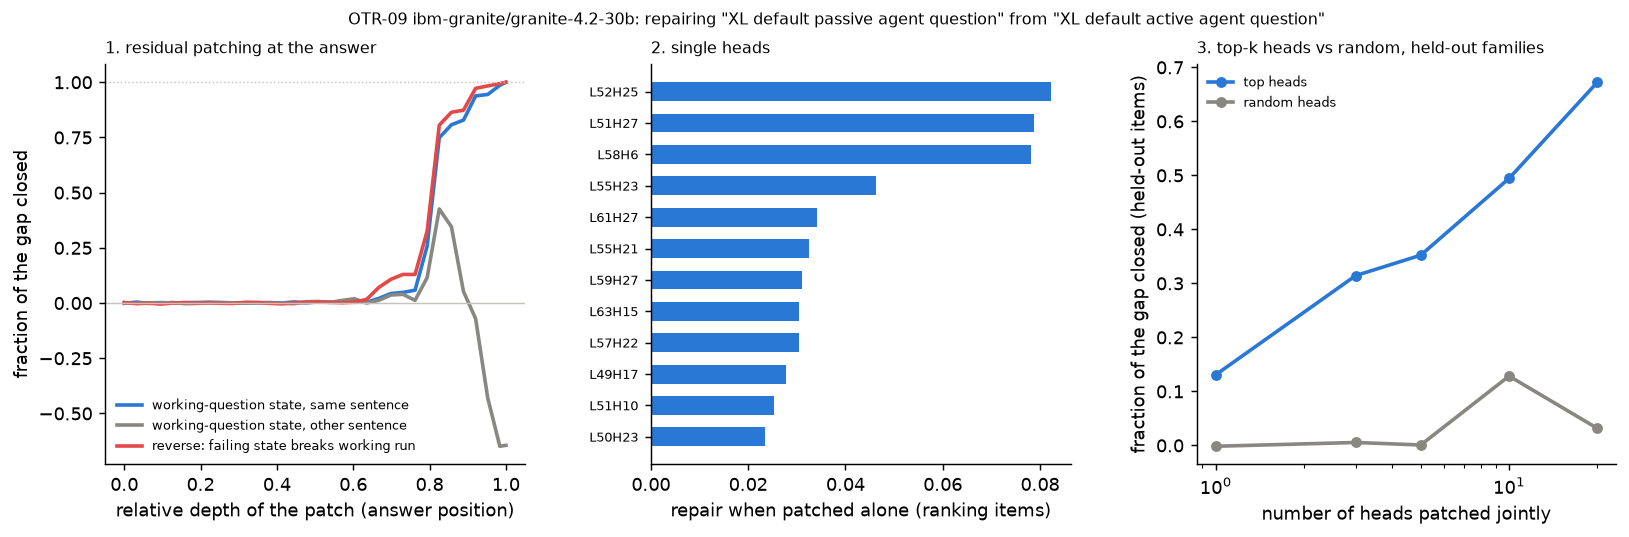 OTR-09 ibm-granite/granite-4.2-30b: repairing "XL default passive agent question" from "XL default active agent question"
1. residual patching at the answer
fraction of the gap closed
1.00
0.75
0.50
0.25
0.00
−0.25
−0.50
working-question state, same sentence
working-question state, other sentence
reverse: failing state breaks working run
0.0 0.2 0.4 0.6 0.8 1.0
relative depth of the patch (answer position)
2. single heads
L52H25
L51H27
L58H6
L55H23
L61H27
L55H21
L59H27
L63H15
L57H22
L49H17
L51H10
L50H23
0.00 0.02 0.04 0.06 0.08
repair when patched alone (ranking items)
3. top-k heads vs random, held-out families
fraction of the gap closed (held-out items)
0.7
0.6
0.5
0.4
0.3
0.2
0.1
0.0
top heads
random heads
10⁰ 10¹
number of heads patched jointly